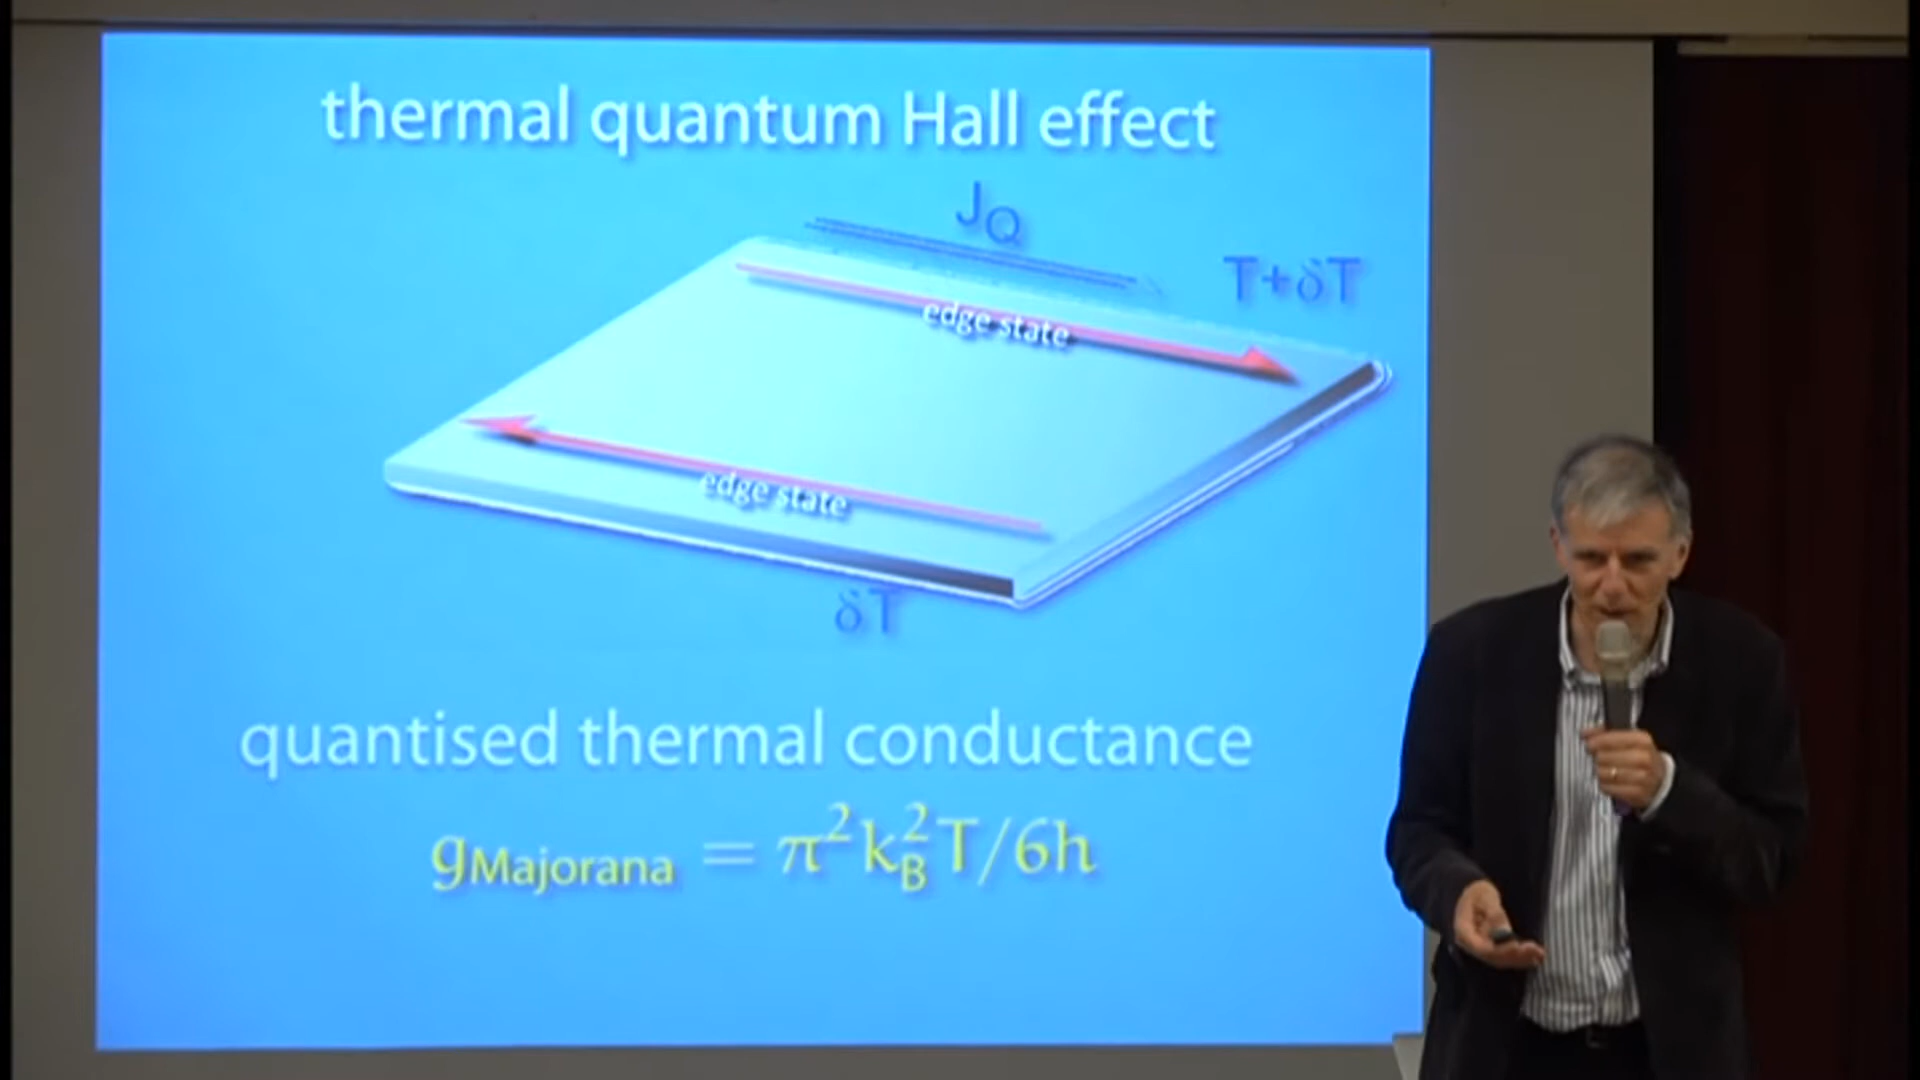 thermal quantum Hall effect
J_Q
T+δT
edge state
edge state
δT
quantised thermal conductance
g_Majorana = π²k_B²T/6h